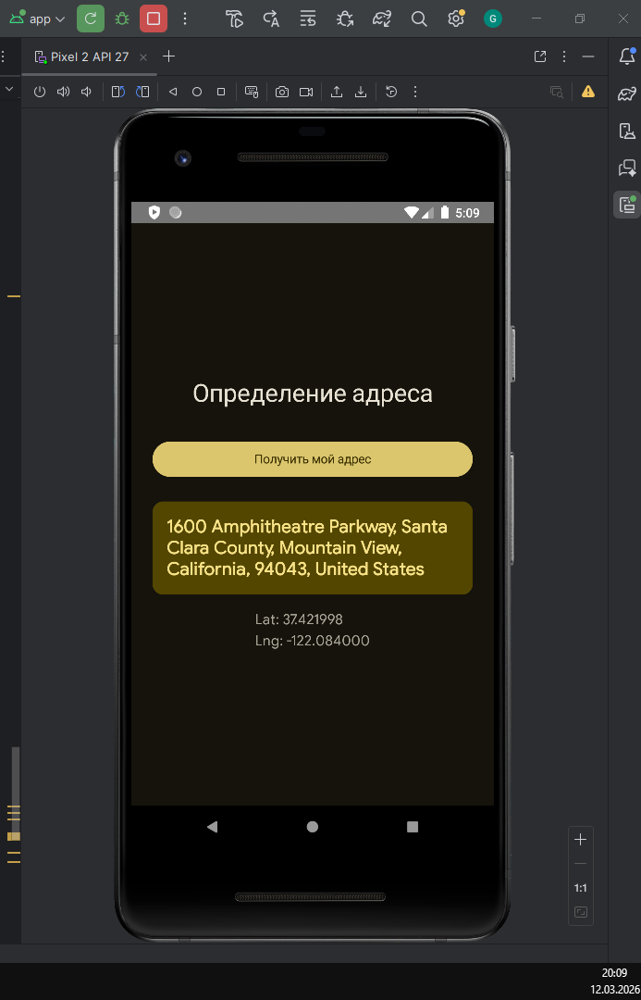 app
G
Pixel 2 API 27
5:09
Определение адреса
Получить мой адрес
1600 Amphitheatre Parkway, Santa
Clara County, Mountain View,
California, 94043, United States
Lat: 37.421998
Lng: -122.084000
1:1
20:09
12.03.2026